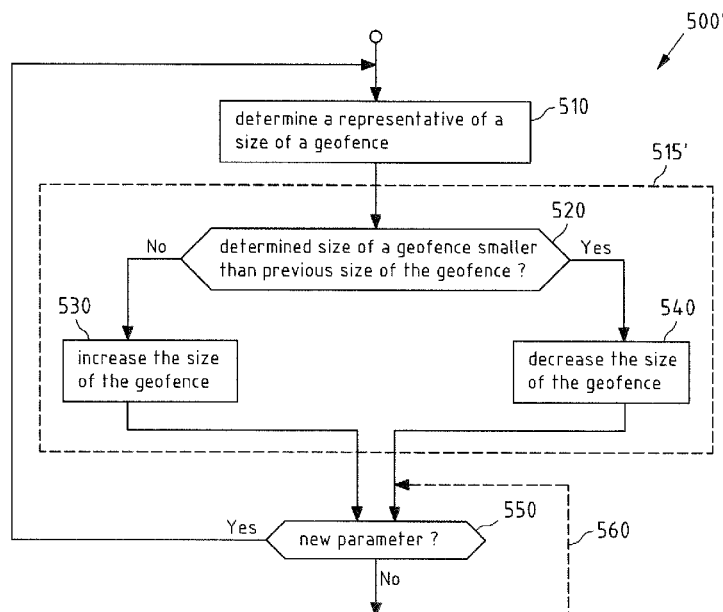 500'
determine a representative of a
size of a geofence
510
515'
520
No
determined size of a geofence smaller
than previous size of the geofence ?
Yes
530
540
increase the size
of the geofence
decrease the size
of the geofence
Yes
new parameter ?
550
560
No